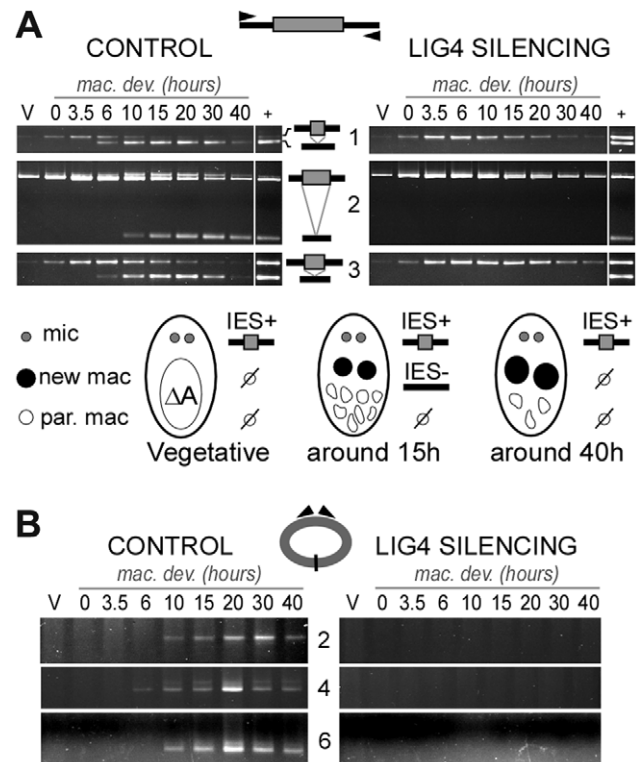 A
CONTROL
LIG4 SILENCING
mac. dev. (hours)
mac. dev. (hours)
V 0 3.5 6 10 15 20 30 40 +
V 0 3.5 6 10 15 20 30 40 +
1
2
3
mic
new mac
par. mac
IES+
IES+
IES+
IES-
ΔA
Vegetative
around 15h
around 40h
B
CONTROL
LIG4 SILENCING
mac. dev. (hours)
mac. dev. (hours)
V 0 3.5 6 10 15 20 30 40
V 0 3.5 6 10 15 20 30 40
2
4
6